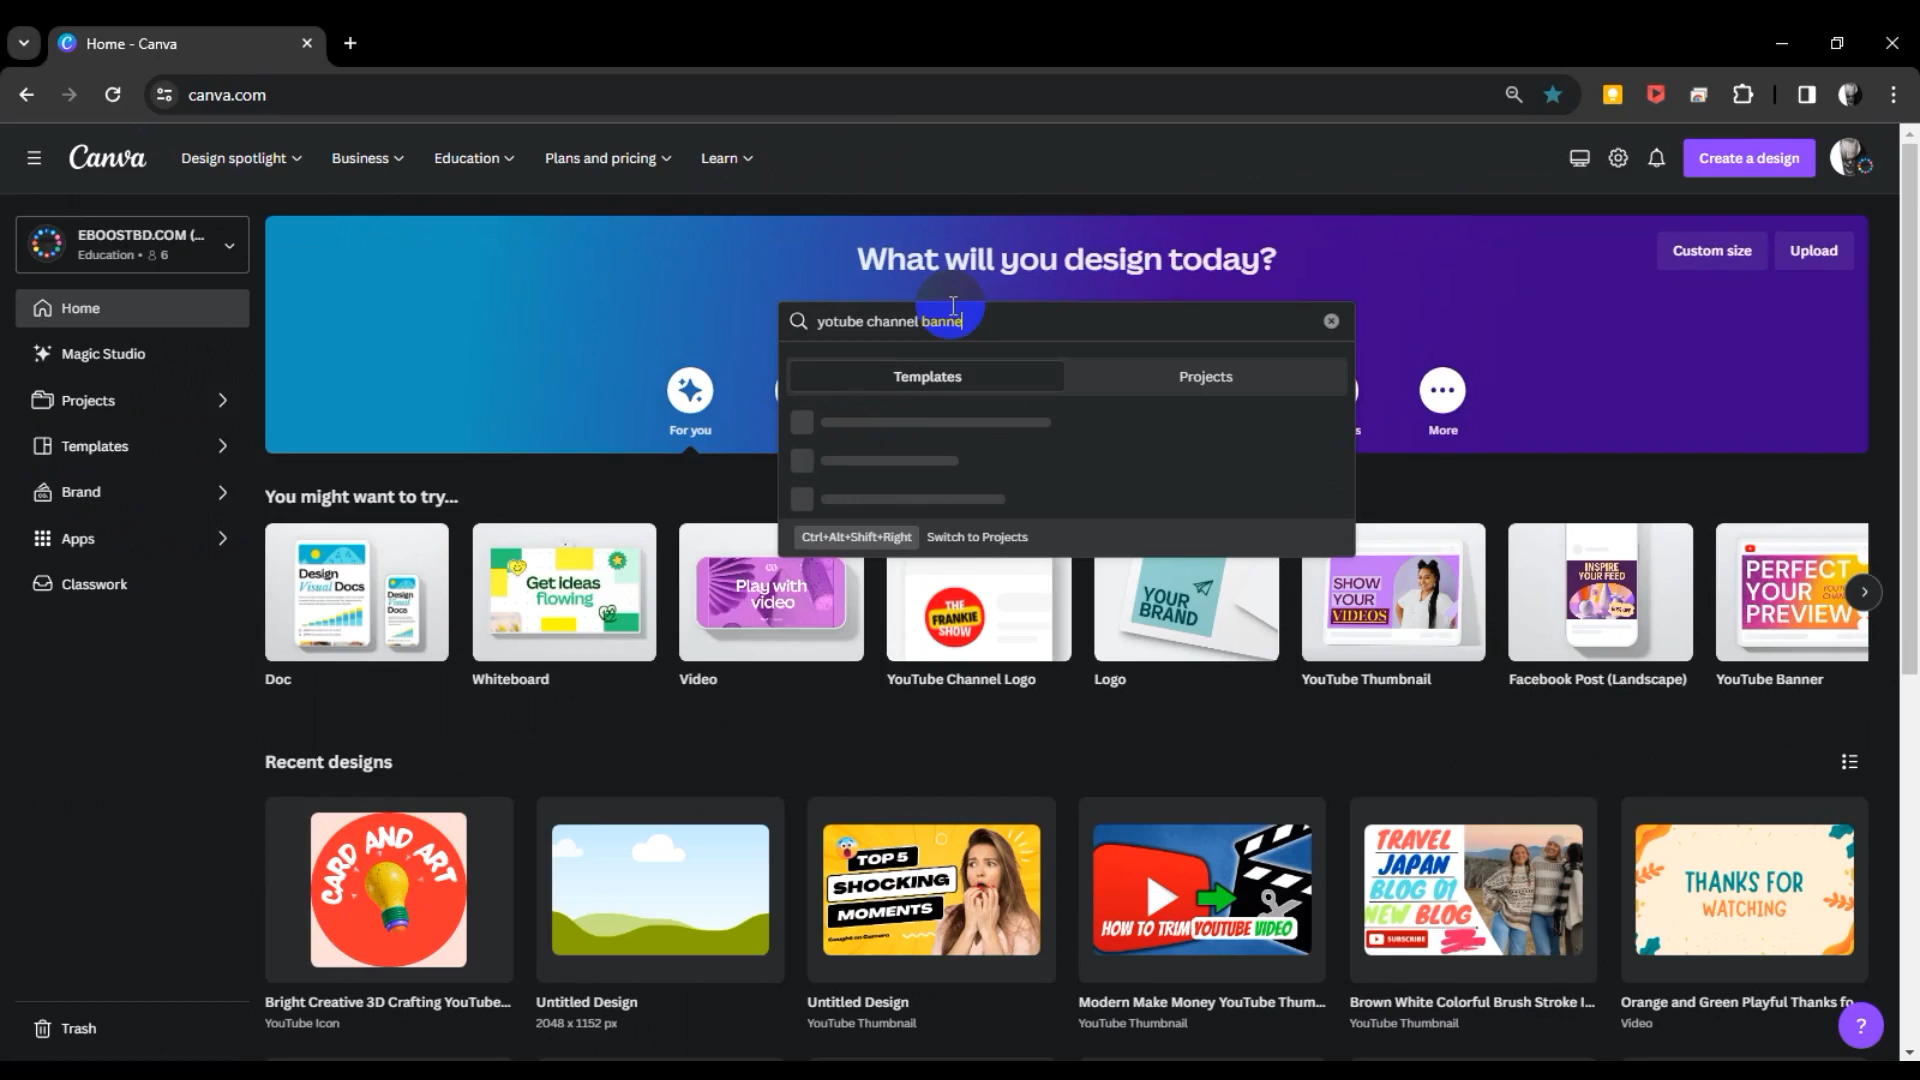 Home - Canva
canva.com
Canva Design spotlight Business Education Plans and pricing Learn Create a design
EBOOSTBD.COM (...
Education • 6
Home
Magic Studio
Projects
Templates
Brand
Apps
Classwork
Trash
What will you design today?
Custom size Upload
yotube channel banne
Templates Projects
Ctrl+Alt+Shift+Right Switch to Projects
For you
s
More
You might want to try...
Design
Visual Docs
Design
Visual Docs
Get ideas
flowing
Play with
video
THE
FRANKIE
SHOW
YOUR
BRAND
SHOW
YOUR
VIDEOS
INSPIRE
YOUR FEED
PERFECT
YOUR
PREVIEW
Doc Whiteboard Video YouTube Channel Logo Logo YouTube Thumbnail Facebook Post (Landscape) YouTube Banner
Recent designs
CARD AND ART
TOP 5
SHOCKING
MOMENTS
Caught on Camera
HOW TO TRIM YOUTUBE VIDEO
TRAVEL
JAPAN
BLOG 01
NEW BLOG
SUBSCRIBE
THANKS FOR
WATCHING
Bright Creative 3D Crafting YouTube... Untitled Design Untitled Design Modern Make Money YouTube Thum... Brown White Colorful Brush Stroke I... Orange and Green Playful Thanks fo...
YouTube Icon 2048 x 1152 px YouTube Thumbnail YouTube Thumbnail YouTube Thumbnail Video
?